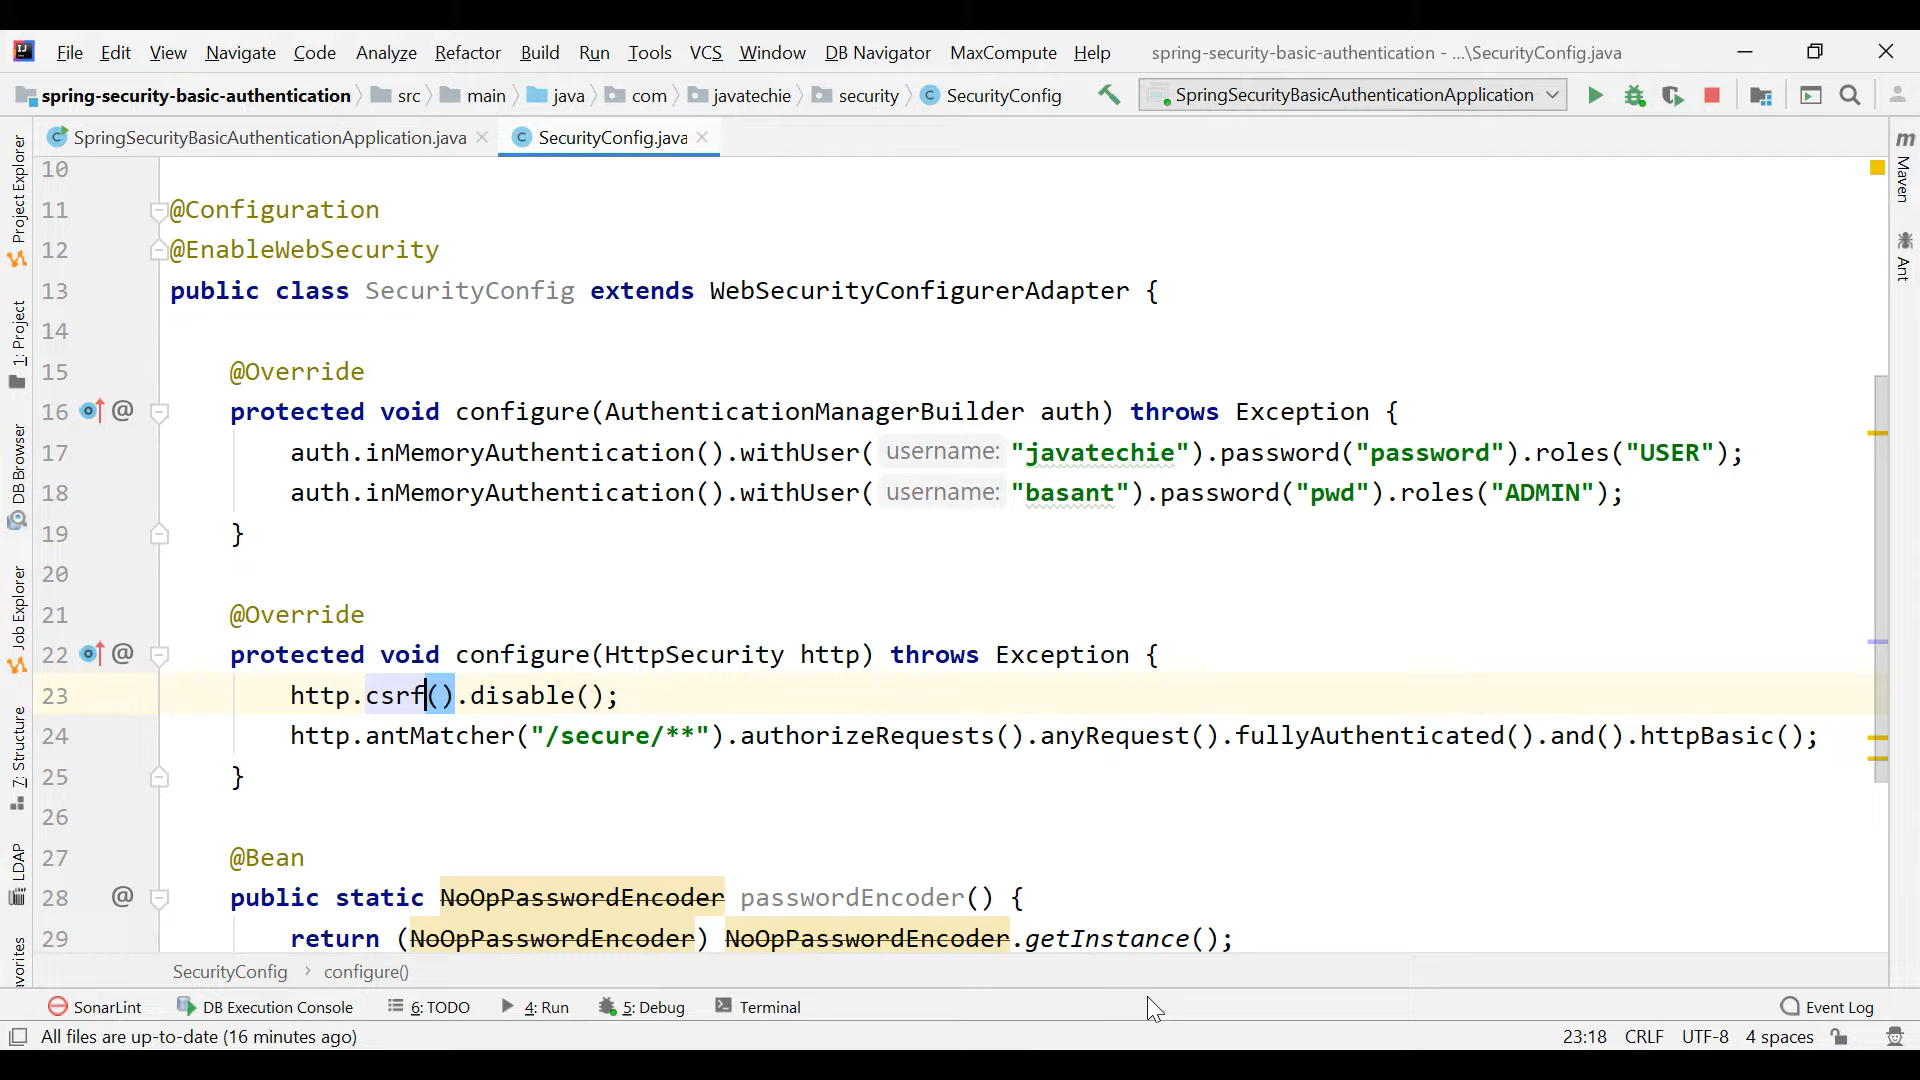 File Edit View Navigate Code Analyze Refactor Build Run Tools VCS Window DB Navigator MaxCompute Help spring-security-basic-authentication - ...\SecurityConfig.java
spring-security-basic-authentication src main java com javatechie security SecurityConfig SpringSecurityBasicAuthenticationApplication
SpringSecurityBasicAuthenticationApplication.java SecurityConfig.java
10
11 @Configuration
12 @EnableWebSecurity
13 public class SecurityConfig extends WebSecurityConfigurerAdapter {
14
15 @Override
16 @ protected void configure(AuthenticationManagerBuilder auth) throws Exception {
17 auth.inMemoryAuthentication().withUser( username: "javatechie").password("password").roles("USER");
18 auth.inMemoryAuthentication().withUser( username: "basant").password("pwd").roles("ADMIN");
19 }
20
21 @Override
22 @ protected void configure(HttpSecurity http) throws Exception {
23 http.csrf().disable();
24 http.antMatcher("/secure/**").authorizeRequests().anyRequest().fullyAuthenticated().and().httpBasic();
25 }
26
27 @Bean
28 @ public static NoOpPasswordEncoder passwordEncoder() {
29 return (NoOpPasswordEncoder) NoOpPasswordEncoder.getInstance();
SecurityConfig › configure()
SonarLint DB Execution Console 6: TODO 4: Run 5: Debug Terminal Event Log
All files are up-to-date (16 minutes ago) 23:18 CRLF UTF-8 4 spaces
Project Explorer
1: Project
DB Browser
Job Explorer
7: Structure
LDAP
avorites
m
Maven
Ant